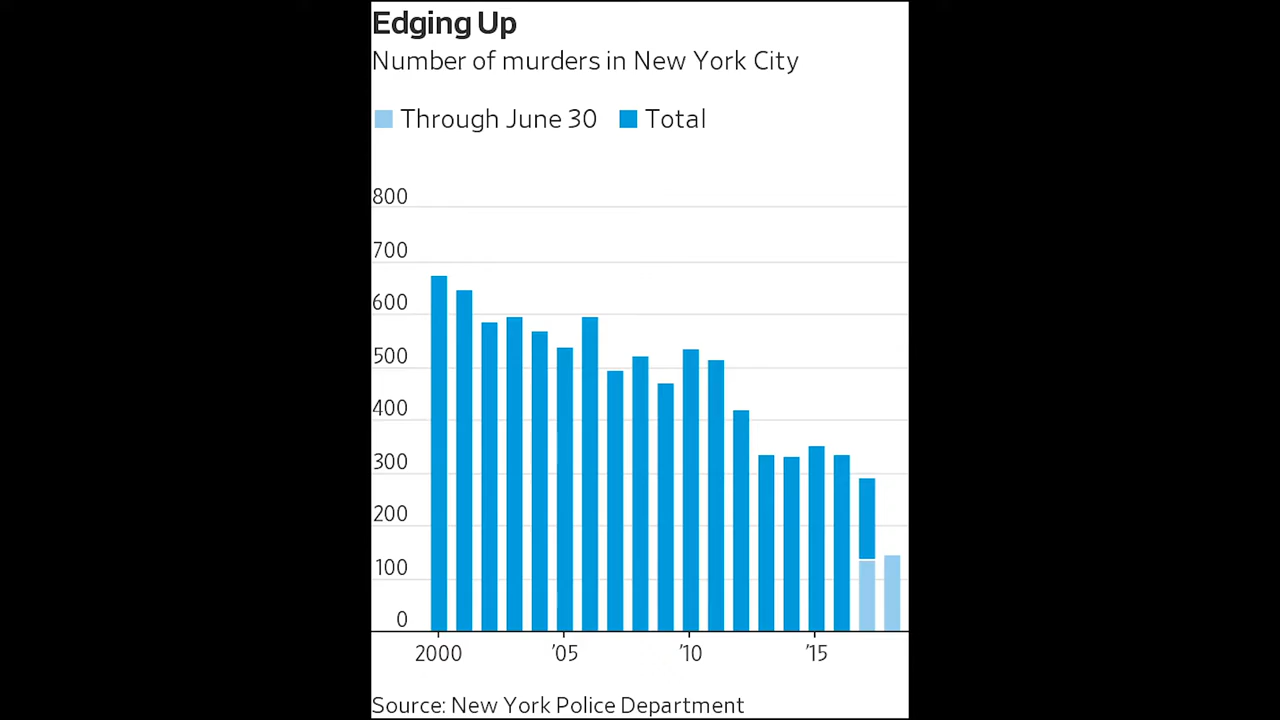 Edging Up
Number of murders in New York City
Through June 30 Total
800
700
600
500
400
300
200
100
0
2000 ’05 ’10 ’15
Source: New York Police Department